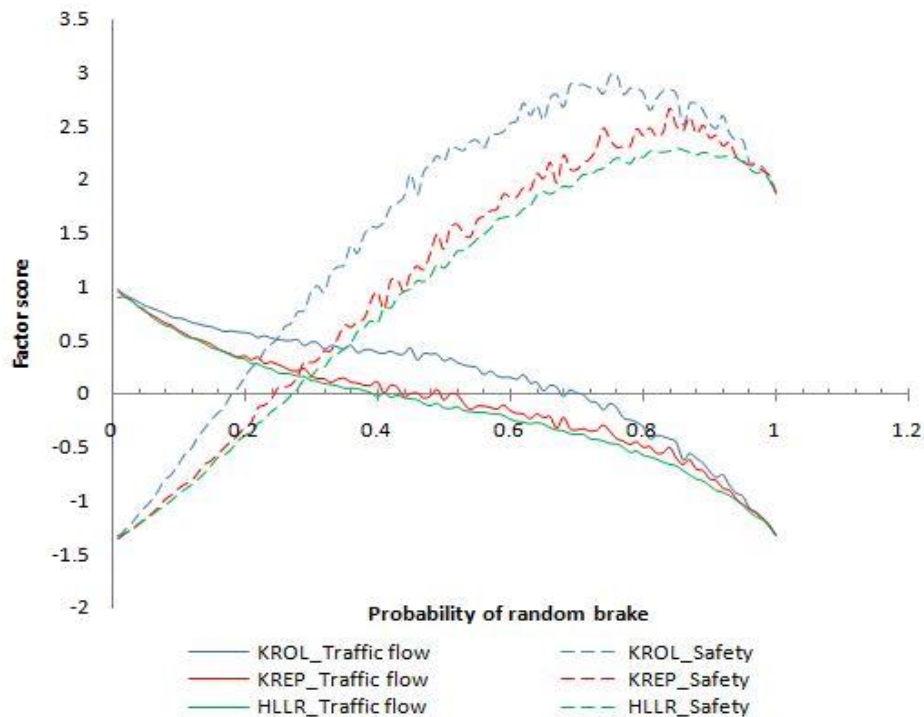 3.5
3
2.5
2
1.5
1
0.5
0
-0.5
-1
-1.5
-2
0 0.2 0.4 0.6 0.8 1 1.2
Factor score
Probability of random brake
KROL_Traffic flow KROL_Safety
KREP_Traffic flow KREP_Safety
HLLR_Traffic flow HLLR_Safety